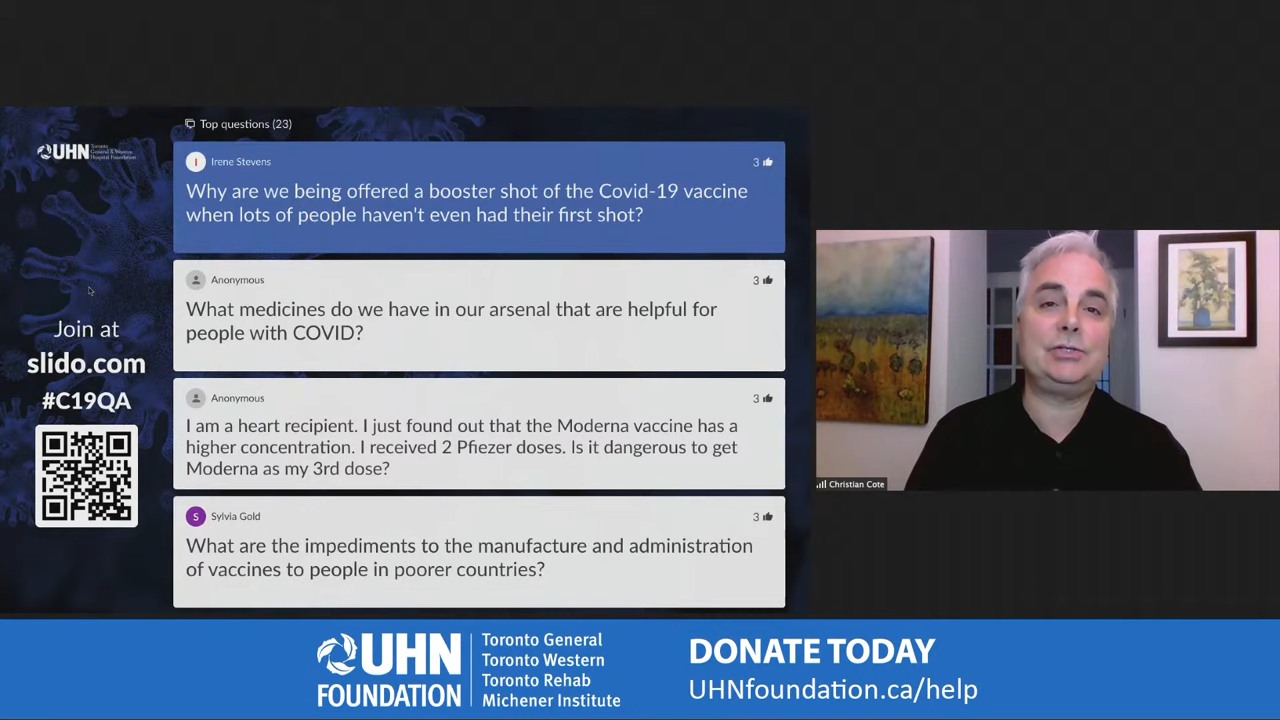 Top questions (23)
UHN Toronto
General & Western
Hospital Foundation
I Irene Stevens 3
Why are we being offered a booster shot of the Covid-19 vaccine
when lots of people haven't even had their first shot?
Anonymous 3
What medicines do we have in our arsenal that are helpful for
people with COVID?
Anonymous 3
I am a heart recipient. I just found out that the Moderna vaccine has a
higher concentration. I received 2 Pfiezer doses. Is it dangerous to get
Moderna as my 3rd dose?
S Sylvia Gold 3
What are the impediments to the manufacture and administration
of vaccines to people in poorer countries?
Join at
slido.com
#C19QA
Christian Cote
UHN
FOUNDATION
Toronto General
Toronto Western
Toronto Rehab
Michener Institute
DONATE TODAY
UHNfoundation.ca/help